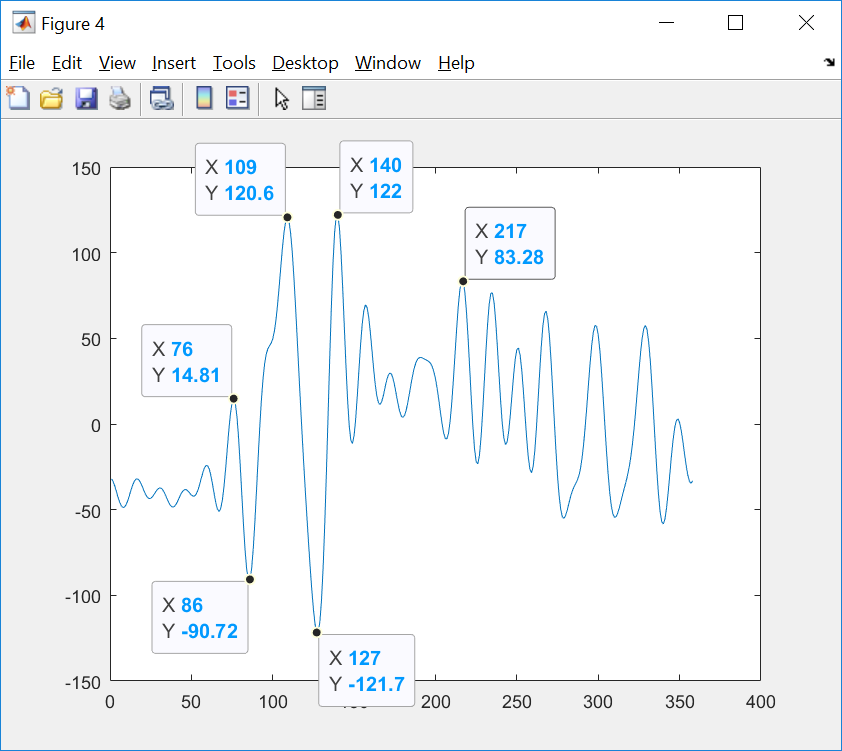 Figure 4
File Edit View Insert Tools Desktop Window Help
X 109
Y 120.6
X 140
Y 122
X 217
Y 83.28
X 76
Y 14.81
X 86
Y -90.72
X 127
Y -121.7
150
100
50
0
-50
-100
-150
0 50 100 200 250 300 350 400